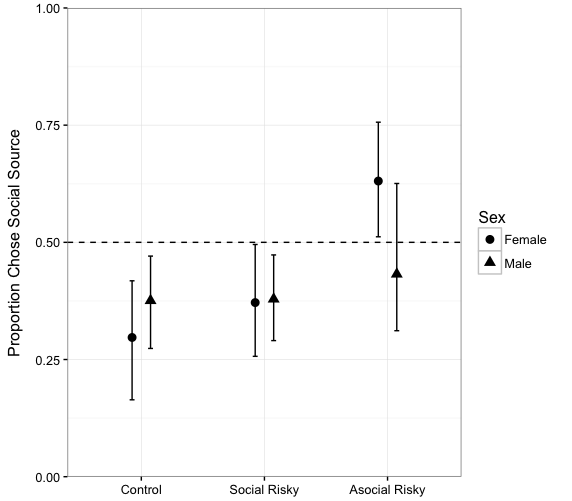 1.00
0.75
0.50
0.25
0.00
Proportion Chose Social Source
Control
Social Risky
Asocial Risky
Sex
Female
Male